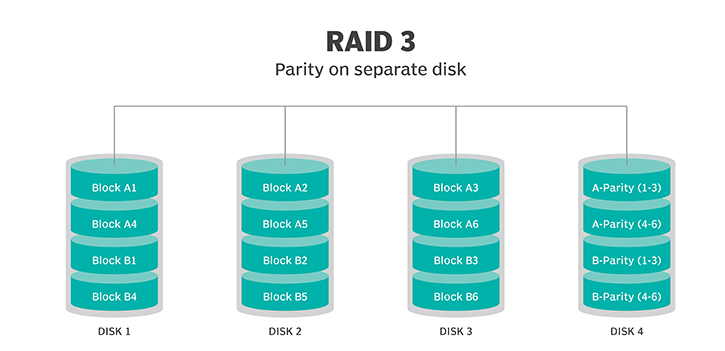 RAID 3
Parity on separate disk
Block A1 Block A2 Block A3 A-Parity (1-3)
Block A4 Block A5 Block A6 A-Parity (4-6)
Block B1 Block B2 Block B3 B-Parity (1-3)
Block B4 Block B5 Block B6 B-Parity (4-6)
DISK 1 DISK 2 DISK 3 DISK 4